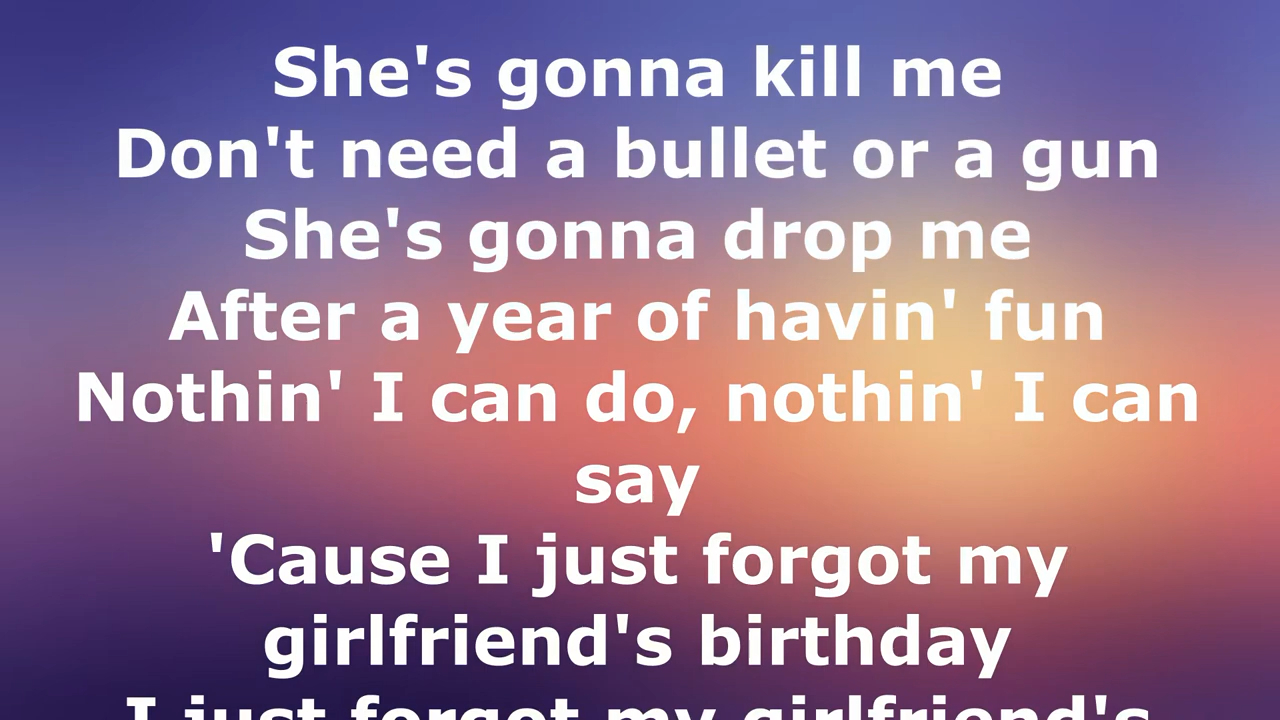 She's gonna kill me
Don't need a bullet or a gun
She's gonna drop me
After a year of havin' fun
Nothin' I can do, nothin' I can
say
'Cause I just forgot my
girlfriend's birthday
I just forgot my girlfriend's